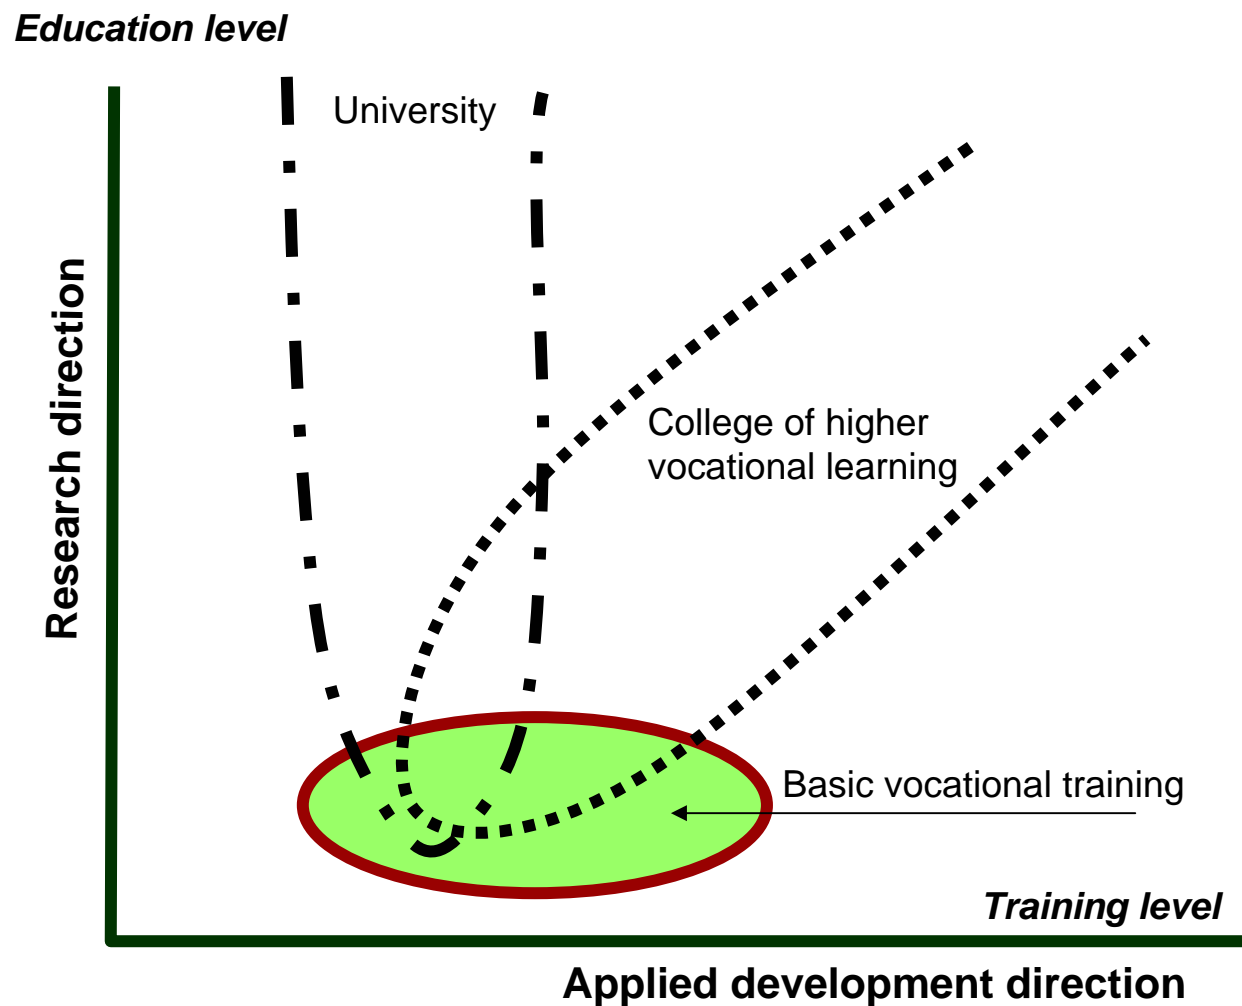 Education level
University
Research direction
College of higher
vocational learning
Basic vocational training
Training level
Applied development direction